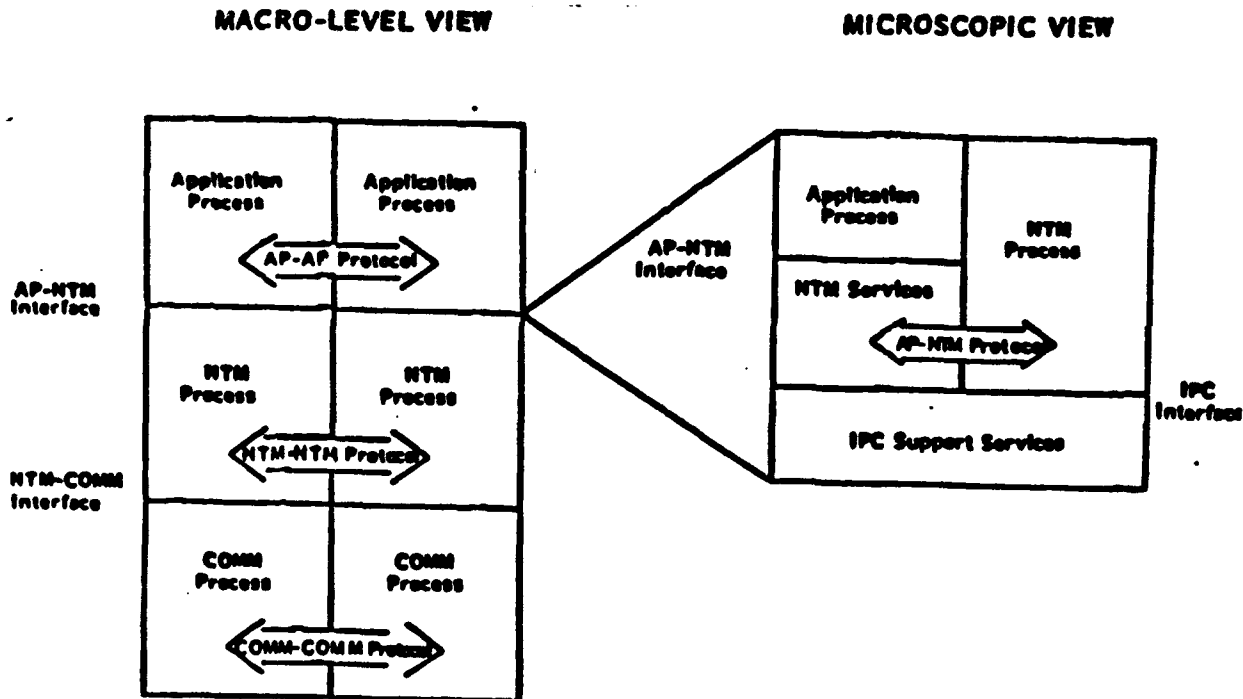 MACRO-LEVEL VIEW
Application
Process
Application
Process
AP-AP Protocol
AP-NTM
Interface
NTM
Process
NTM
Process
NTM-NTM Protocol
NTM-COMM
Interface
COMM
Process
COMM
Process
COMM-COMM Protocol
MICROSCOPIC VIEW
AP-NTM
Interface
Application
Process
NTM
Process
NTM Services
AP-NTM Protocol
IPC
Interface
IPC Support Services